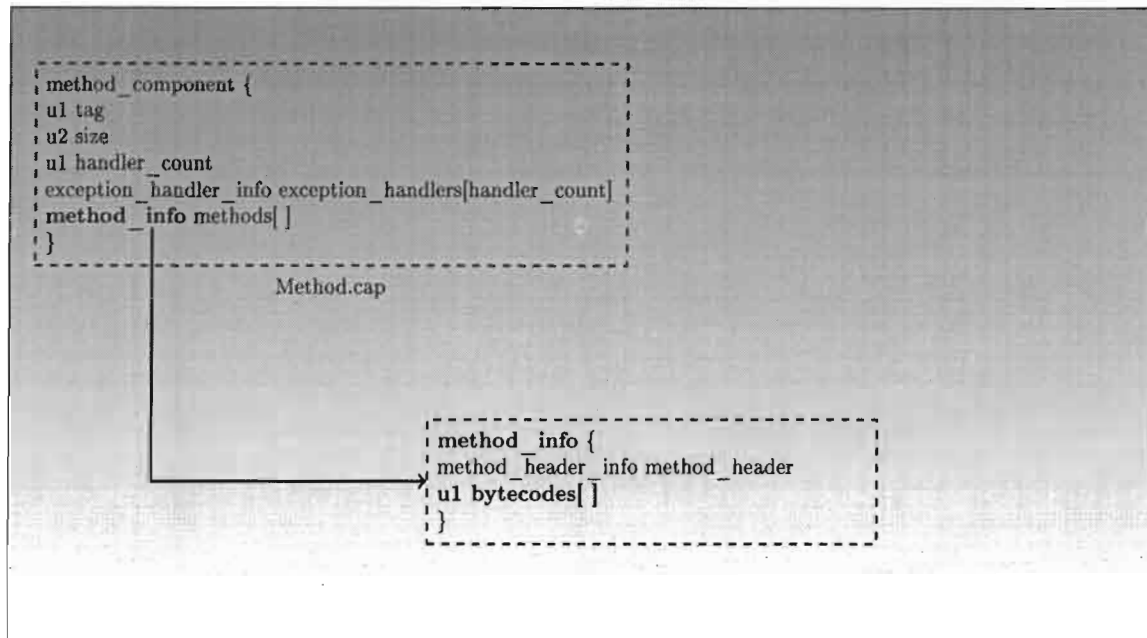 method_component {
u1 tag
u2 size
u1 handler_count
exception_handler_info exception_handlers[handler_count]
method_info methods[ ]
}
Method.cap
method_info {
method_header_info method_header
u1 bytecodes[ ]
}